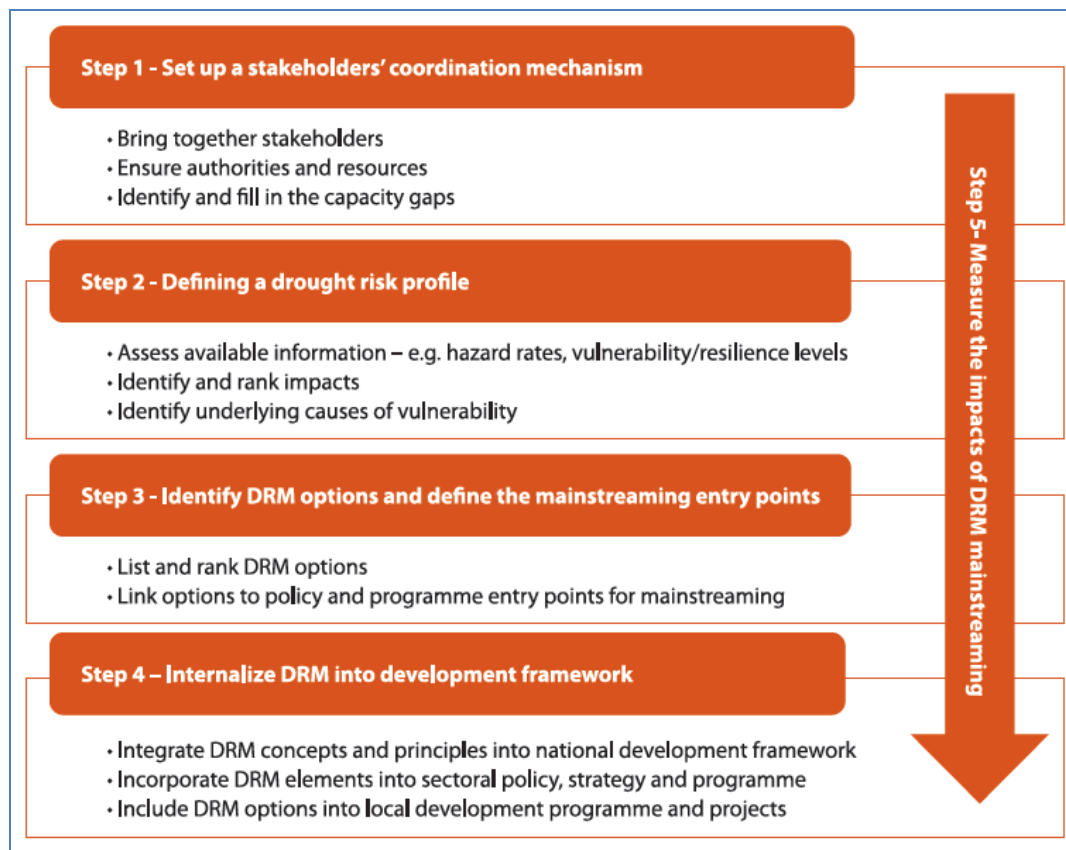 Step 1 - Set up a stakeholders’ coordination mechanism
• Bring together stakeholders
• Ensure authorities and resources
• Identify and fill in the capacity gaps
Step 2 - Defining a drought risk profile
• Assess available information – e.g. hazard rates, vulnerability/resilience levels
• Identify and rank impacts
• Identify underlying causes of vulnerability
Step 3 - Identify DRM options and define the mainstreaming entry points
• List and rank DRM options
• Link options to policy and programme entry points for mainstreaming
Step 4 – Internalize DRM into development framework
• Integrate DRM concepts and principles into national development framework
• Incorporate DRM elements into sectoral policy, strategy and programme
• Include DRM options into local development programme and projects
Step 5- Measure the impacts of DRM mainstreaming